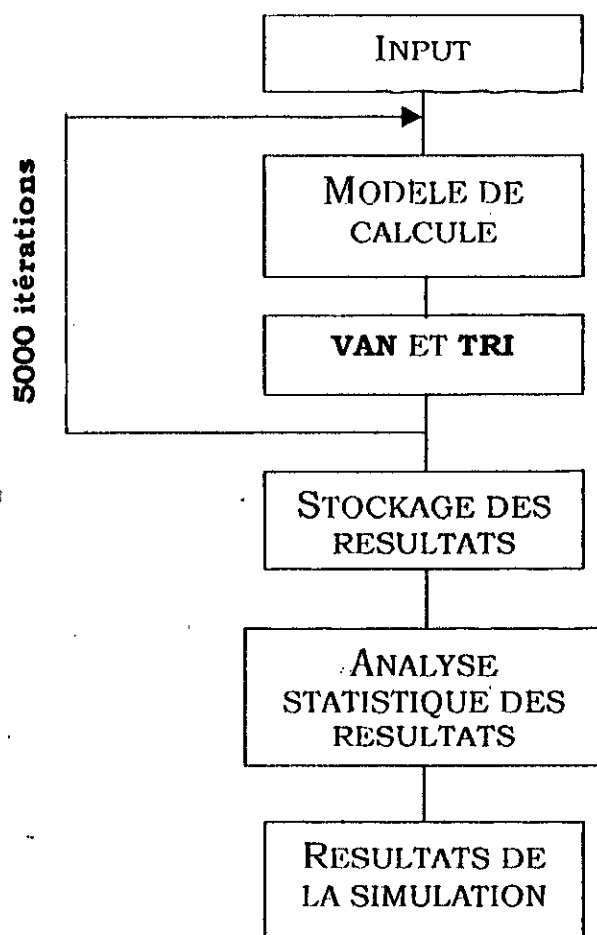 INPUT
5000 itérations
MODÈLE DE
CALCULE
VAN ET TRI
STOCKAGE DES
RESULTATS
ANALYSE
STATISTIQUE DES
RESULTATS
RESULTATS DE
LA SIMULATION